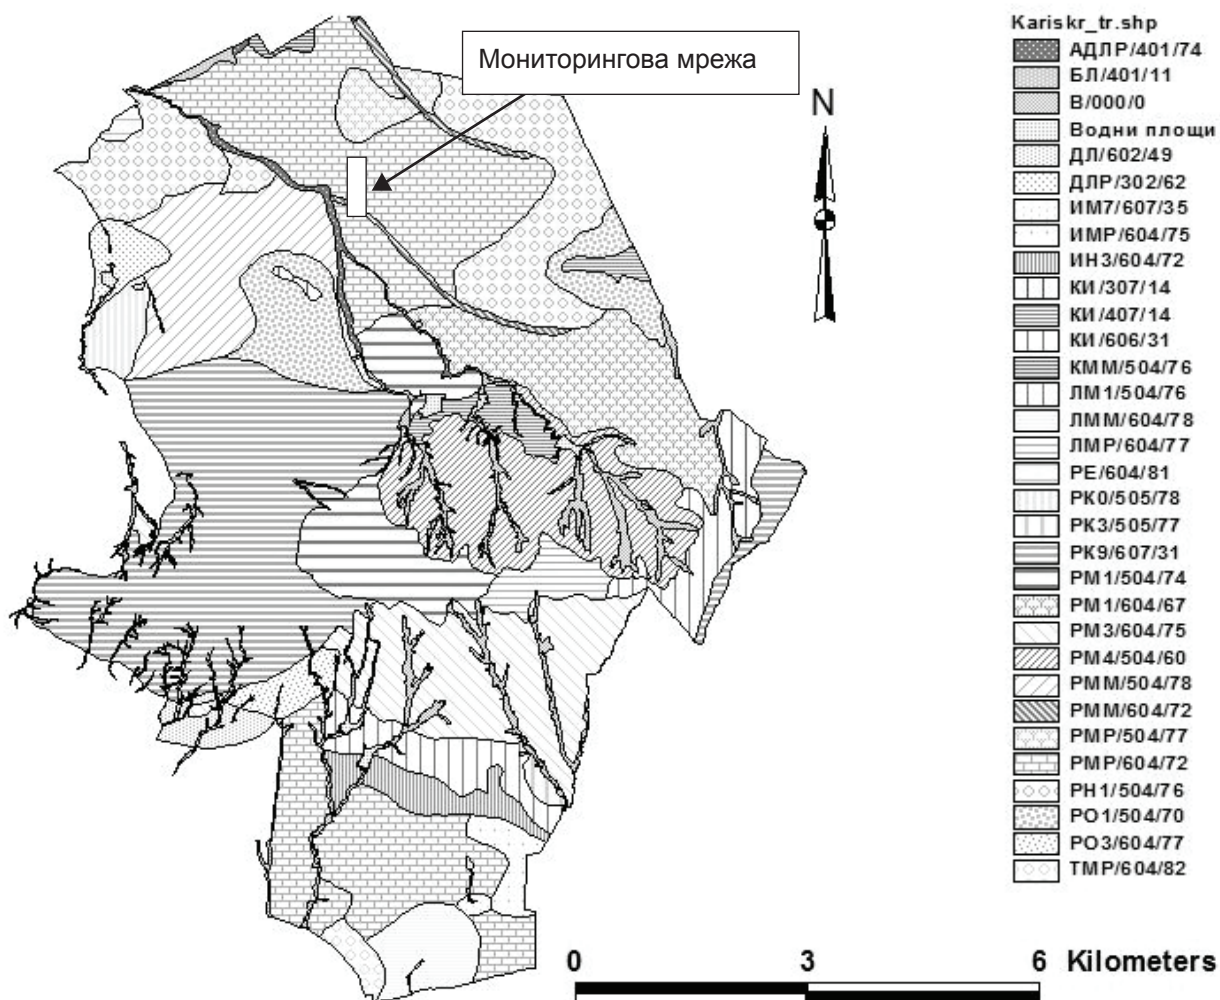 Мониторингова мрежа
N
Kariskr_tr.shp
АДЛР/401/74
БЛ/401/11
В/000/0
Водни площи
ДЛ/602/49
ДЛР/302/62
ИМ7/607/35
ИМР/604/75
ИН3/604/72
КИ/307/14
КИ/407/14
КИ/606/31
КММ/504/76
ЛМ1/504/76
ЛММ/604/78
ЛМР/604/77
РЕ/604/81
РК0/505/78
РК3/505/77
РК9/607/31
РМ1/504/74
РМ1/604/67
РМ3/604/75
РМ4/504/60
РММ/504/78
РММ/604/72
РМР/504/77
РМР/604/72
РН1/504/76
РО1/504/70
РО3/604/77
ТМР/604/82
0 3 6 Kilometers